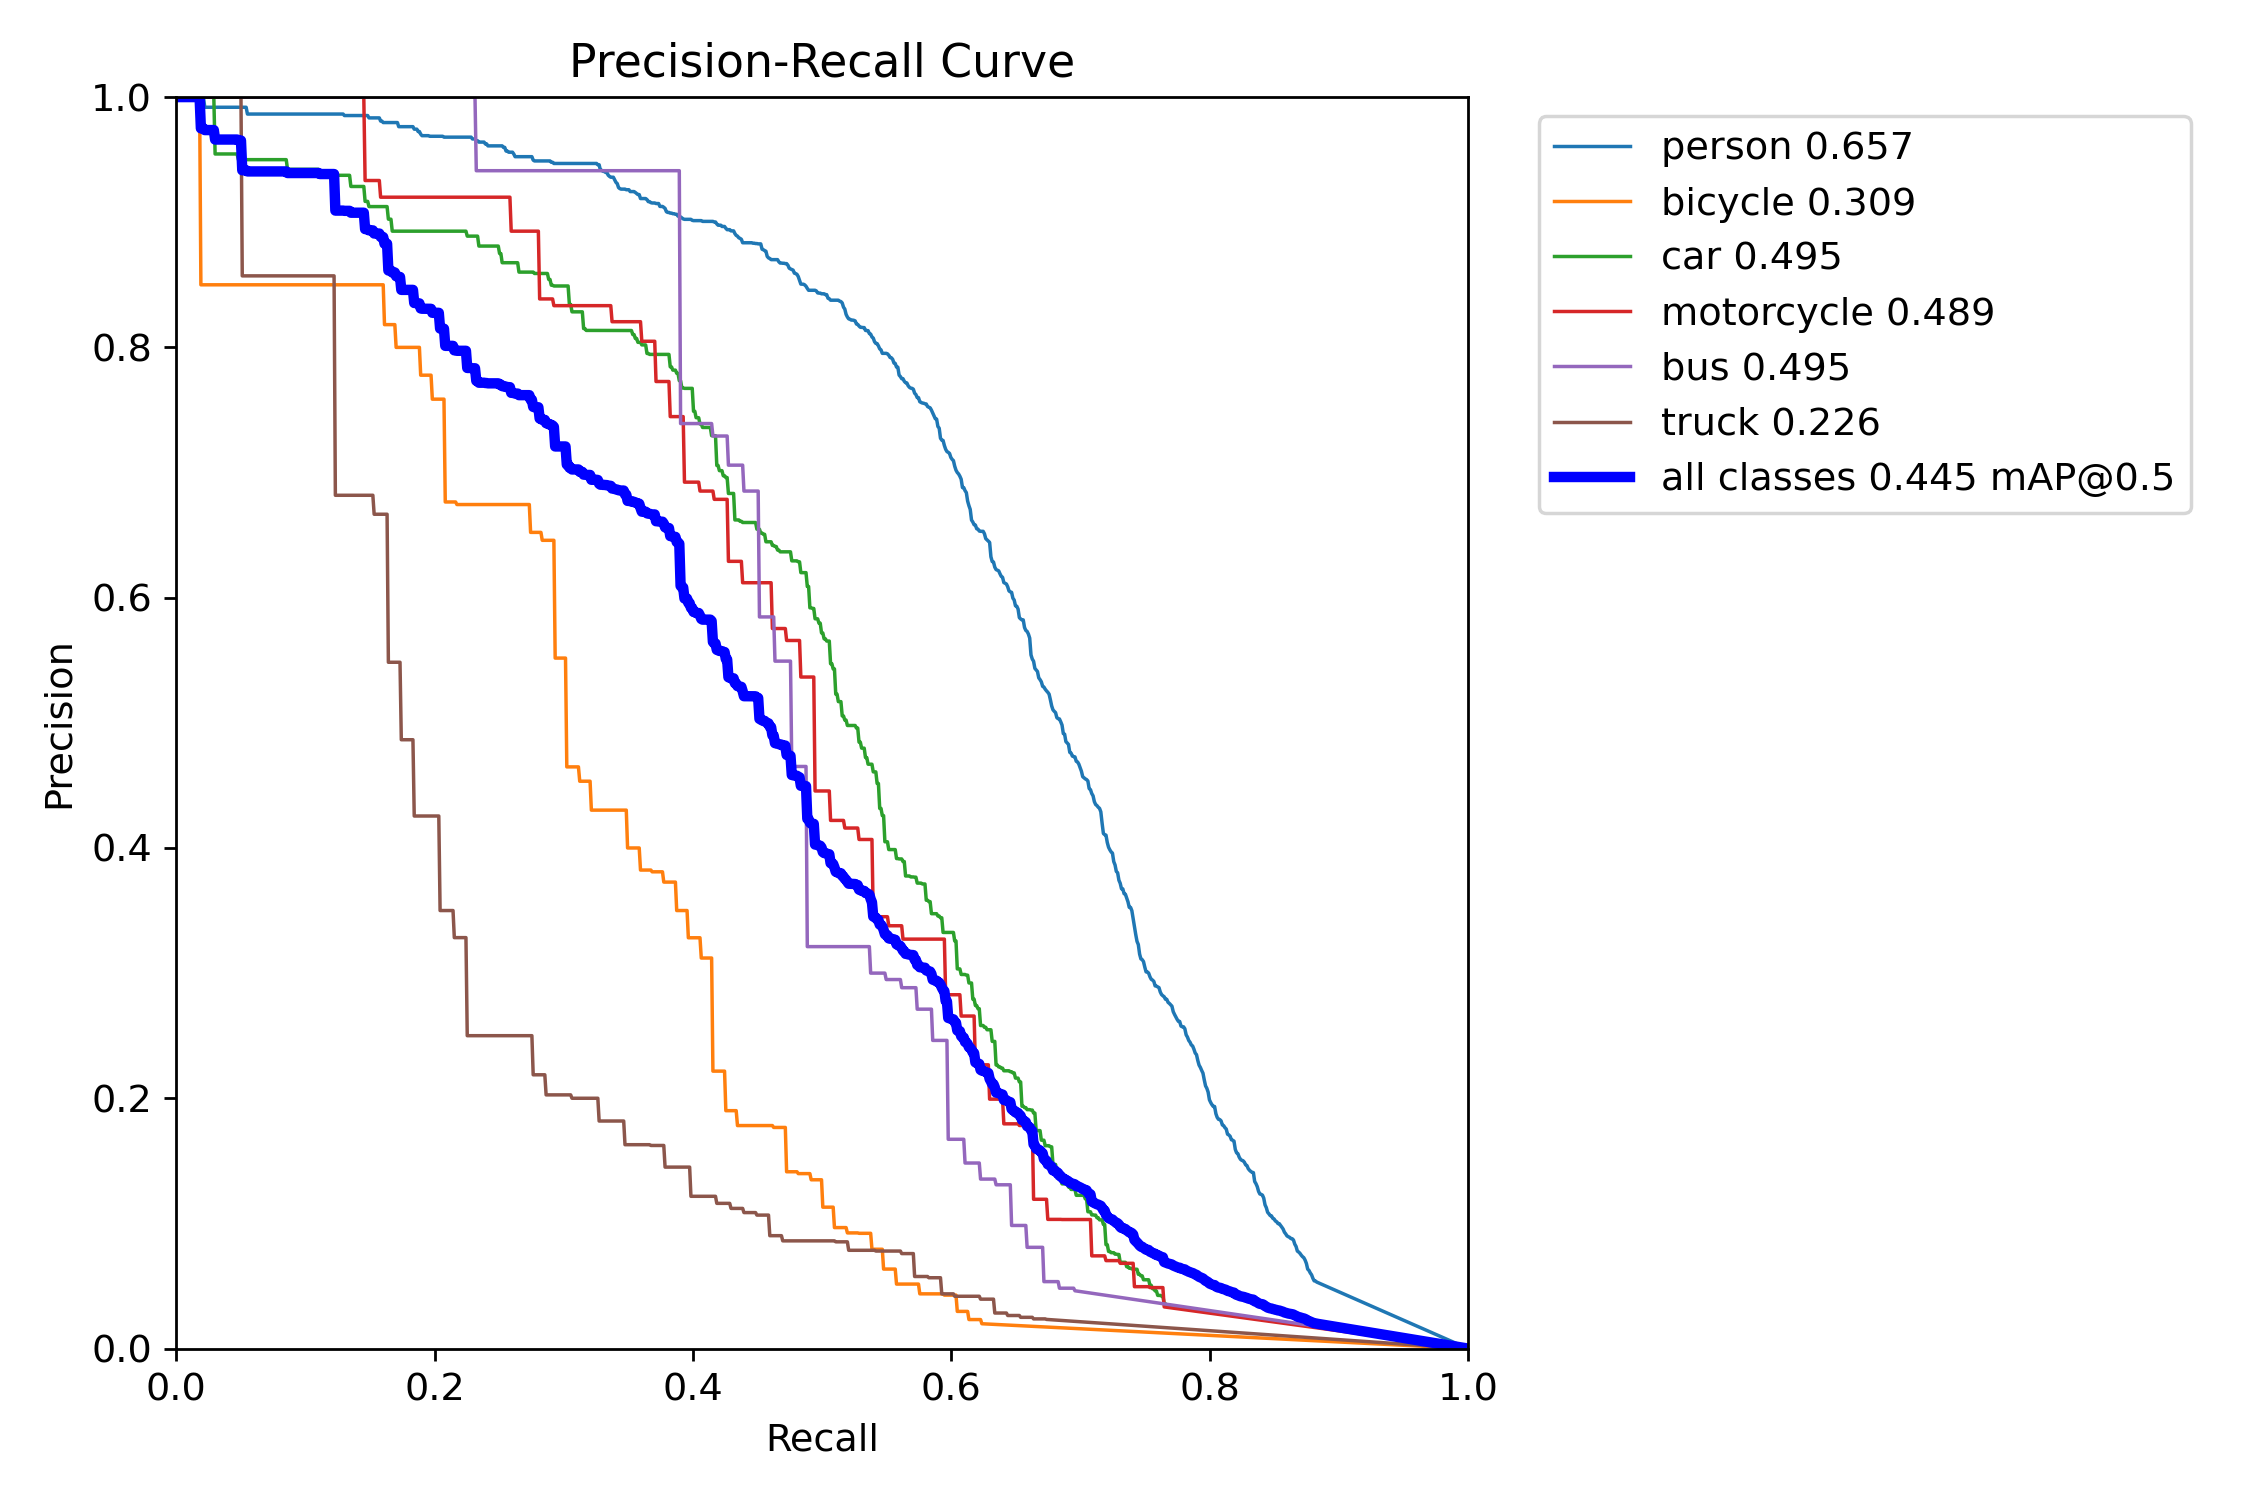 Precision-Recall Curve
1.0
0.8
0.6
0.4
0.2
0.0
Precision
0.0 0.2 0.4 0.6 0.8 1.0
Recall
person 0.657
bicycle 0.309
car 0.495
motorcycle 0.489
bus 0.495
truck 0.226
all classes 0.445 mAP@0.5